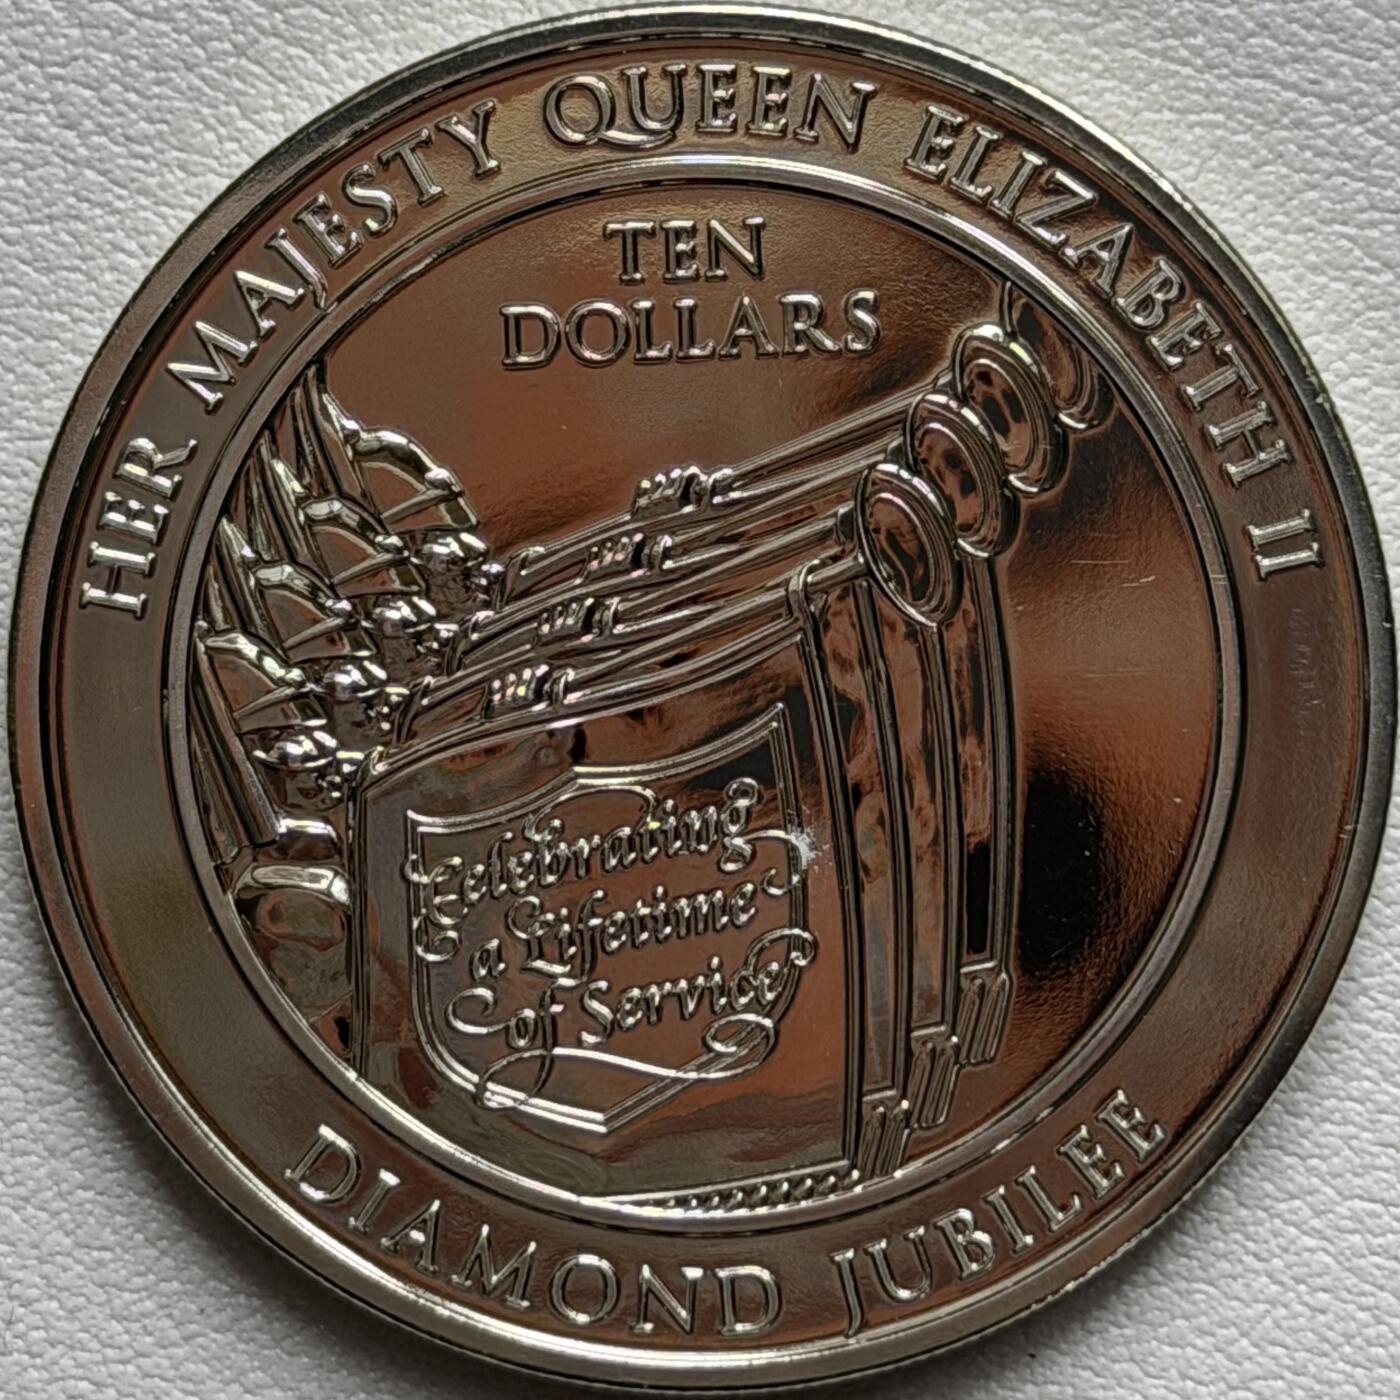 HER MAJESTY QUEEN ELIZABETH II
TEN
DOLLARS
Celebrating
a Lifetime
of Service
DIAMOND JUBILEE